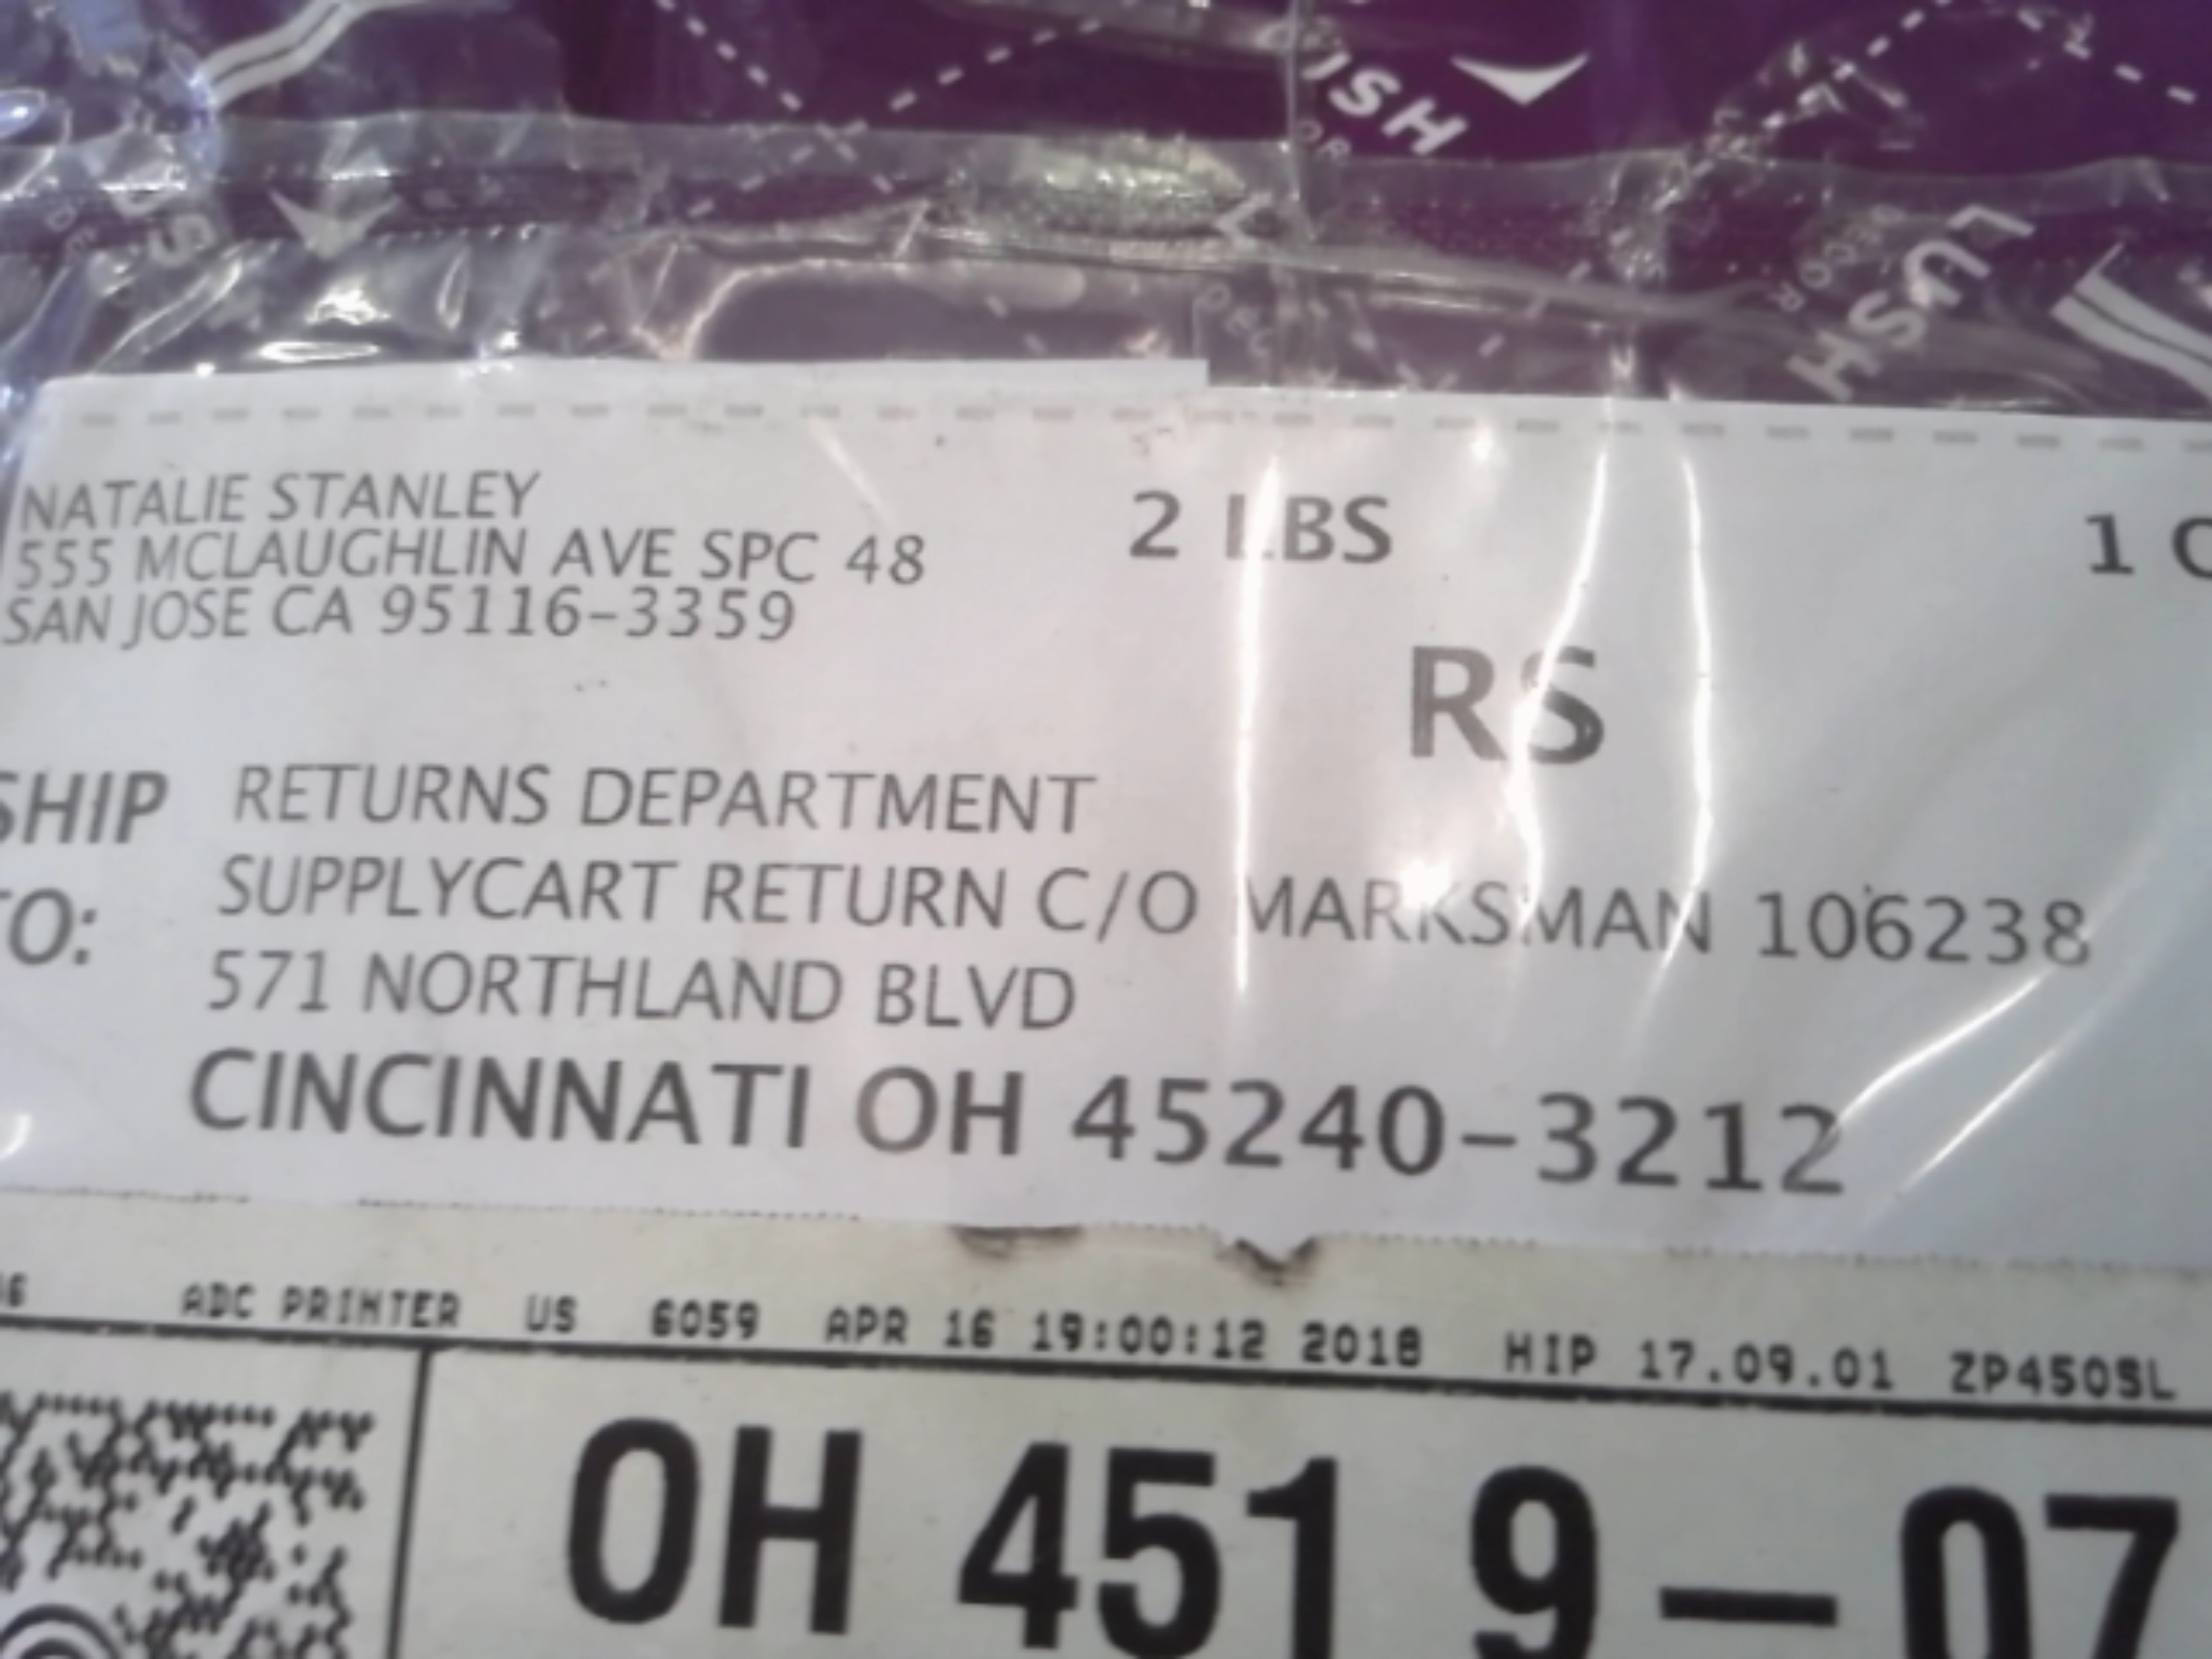 LUSH
DECOR
NATALIE STANLEY
555 MCLAUGHLIN AVE SPC 48
SAN JOSE CA 95116-3359
2 LBS
1 O
RS
SHIP
TO:
RETURNS DEPARTMENT
SUPPLYCART RETURN C/O MARKSMAN 106238
571 NORTHLAND BLVD
CINCINNATI OH 45240-3212
ADC PRINTER US 6059 APR 16 19:00:12 2018 HIP 17.09.01 ZP450SL
OH 451 9-07